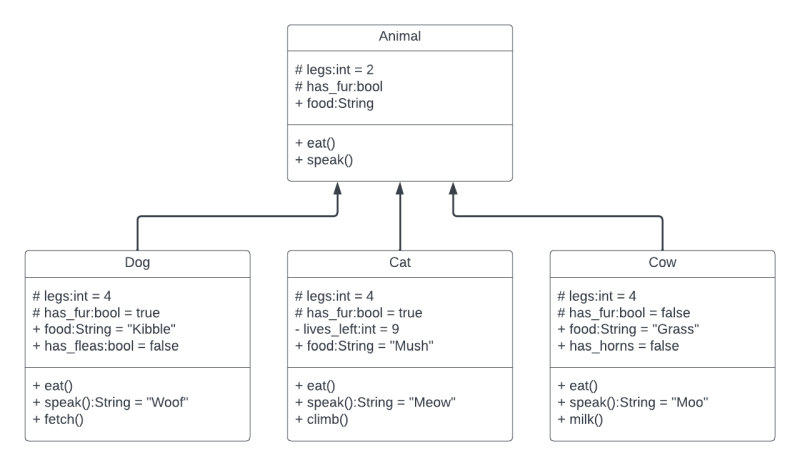 Animal
# legs:int = 2
# has_fur:bool
+ food:String
+ eat()
+ speak()
Dog
# legs:int = 4
# has_fur:bool = true
+ food:String = "Kibble"
+ has_fleas:bool = false
+ eat()
+ speak():String = "Woof"
+ fetch()
Cat
# legs:int = 4
# has_fur:bool = true
- lives_left:int = 9
+ food:String = "Mush"
+ eat()
+ speak():String = "Meow"
+ climb()
Cow
# legs:int = 4
# has_fur:bool = false
+ food:String = "Grass"
+ has_horns = false
+ eat()
+ speak():String = "Moo"
+ milk()